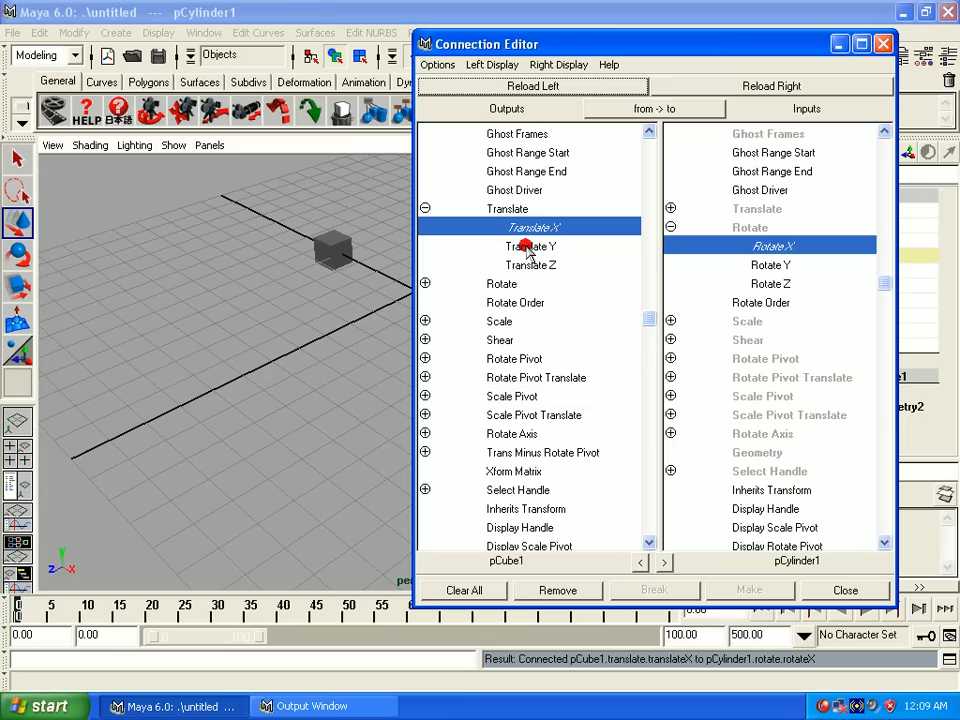 Maya 6.0: .\untitled --- pCylinder1
File Edit Modify Create Display Window Edit Curves Surfaces Edit NURBS
Modeling Objects
General Curves Polygons Surfaces Subdivs Deformation Animation
HELP 日本語
View Shading Lighting Show Panels
y
z x
Connection Editor
Options Left Display Right Display Help
Reload Left Reload Right
Outputs from -> to Inputs
Ghost Frames Ghost Frames
Ghost Range Start Ghost Range Start
Ghost Range End Ghost Range End
Ghost Driver Ghost Driver
Translate Translate
Translate X Rotate
Translate Y Rotate X
Translate Z Rotate Y
Rotate Rotate Z
Rotate Order Rotate Order
Scale Scale
Shear Shear
Rotate Pivot Rotate Pivot
Rotate Pivot Translate Rotate Pivot Translate
Scale Pivot Scale Pivot
Scale Pivot Translate Scale Pivot Translate
Rotate Axis Rotate Axis
Trans Minus Rotate Pivot Geometry
Xform Matrix Select Handle
Select Handle Inherits Transform
Inherits Transform Display Handle
Display Handle Display Scale Pivot
Display Scale Pivot Display Rotate Pivot
pCube1 < > pCylinder1
Clear All Remove Break Make Close
5 10 15 20 25 30 35 40 45 50 55 60 65 70 75 80 85 90 95
0.00 0.00 100.00 500.00 No Character Set
Result: Connected pCube1.translate.translateX to pCylinder1.rotate.rotateX
start Maya 6.0: .\untitled ... Output Window 12:09 AM